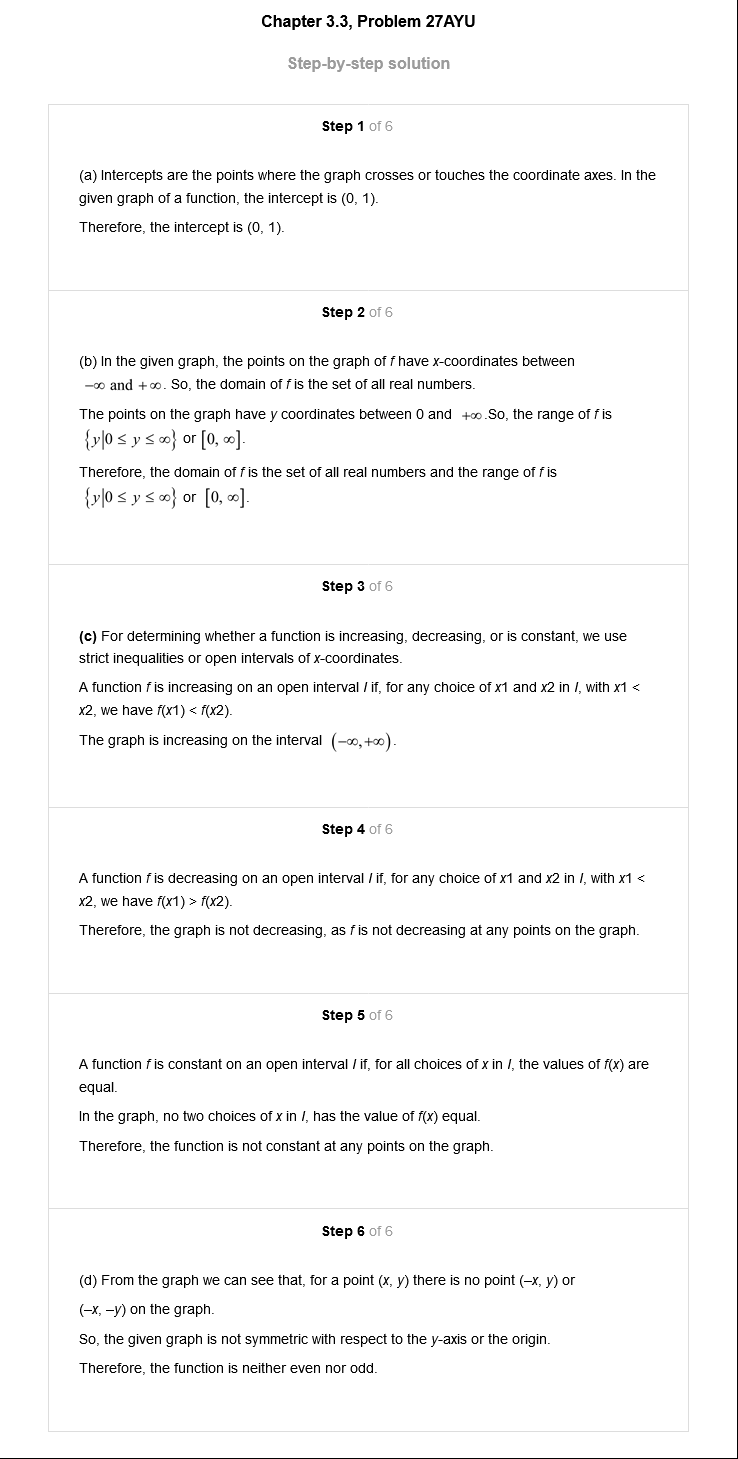 Chapter 3.3, Problem 27AYU
Step-by-step solution
Step 1 of 6
(a) Intercepts are the points where the graph crosses or touches the coordinate axes. In the
given graph of a function, the intercept is (0, 1).
Therefore, the intercept is (0, 1).
Step 2 of 6
(b) In the given graph, the points on the graph of f have x-coordinates between
−∞ and +∞. So, the domain of f is the set of all real numbers.
The points on the graph have y coordinates between 0 and +∞.So, the range of f is
{y|0 ≤ y ≤ ∞} or [0, ∞].
Therefore, the domain of f is the set of all real numbers and the range of f is
{y|0 ≤ y ≤ ∞} or [0, ∞].
Step 3 of 6
(c) For determining whether a function is increasing, decreasing, or is constant, we use
strict inequalities or open intervals of x-coordinates.
A function f is increasing on an open interval I if, for any choice of x1 and x2 in I, with x1 <
x2, we have f(x1) < f(x2).
The graph is increasing on the interval (−∞,+∞).
Step 4 of 6
A function f is decreasing on an open interval I if, for any choice of x1 and x2 in I, with x1 <
x2, we have f(x1) > f(x2).
Therefore, the graph is not decreasing, as f is not decreasing at any points on the graph.
Step 5 of 6
A function f is constant on an open interval I if, for all choices of x in I, the values of f(x) are
equal.
In the graph, no two choices of x in I, has the value of f(x) equal.
Therefore, the function is not constant at any points on the graph.
Step 6 of 6
(d) From the graph we can see that, for a point (x, y) there is no point (–x, y) or
(–x, –y) on the graph.
So, the given graph is not symmetric with respect to the y-axis or the origin.
Therefore, the function is neither even nor odd.